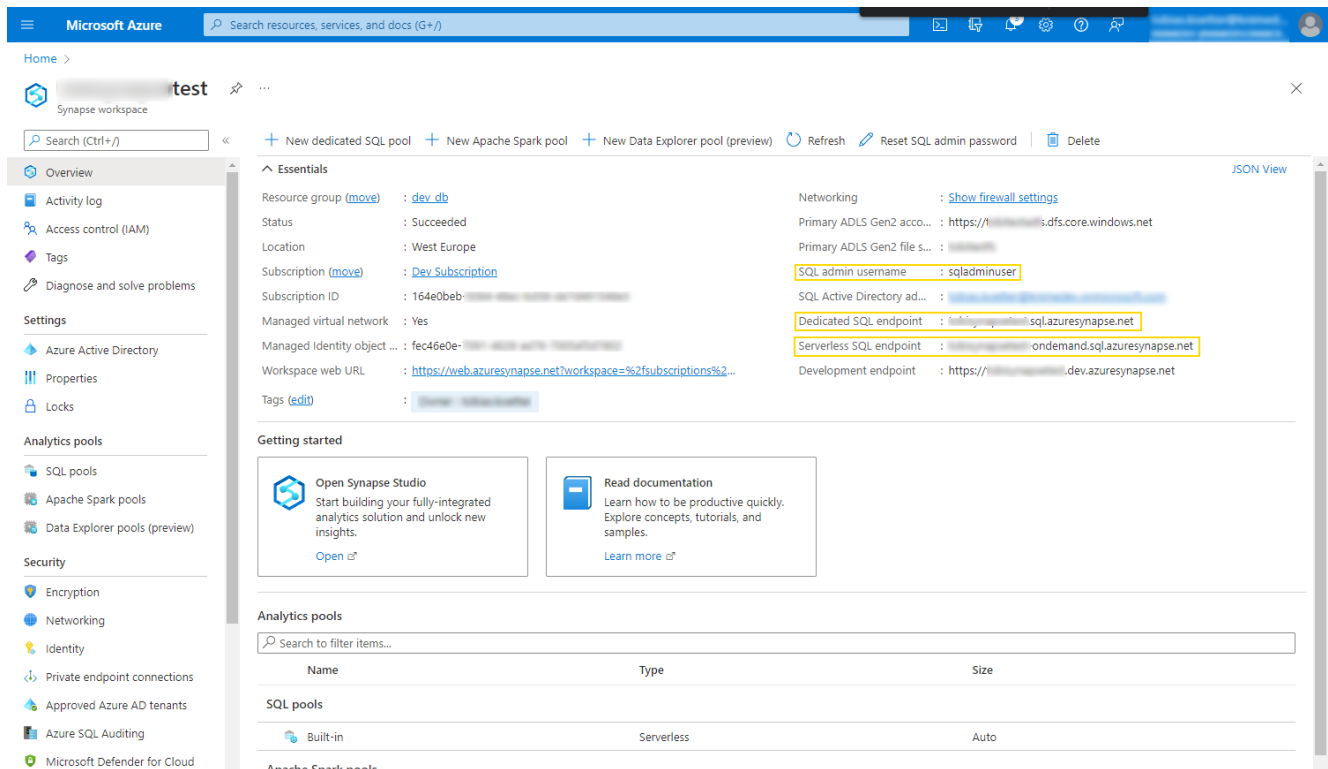 Microsoft Azure
Search resources, services, and docs (G+/)
Home >
test
Synapse workspace
Search (Ctrl+/)
«
New dedicated SQL pool
New Apache Spark pool
New Data Explorer pool (preview)
Refresh
Reset SQL admin password
Delete
Overview
Activity log
Access control (IAM)
Tags
Diagnose and solve problems
Settings
Azure Active Directory
Properties
Locks
Analytics pools
SQL pools
Apache Spark pools
Data Explorer pools (preview)
Security
Encryption
Networking
Identity
Private endpoint connections
Approved Azure AD tenants
Azure SQL Auditing
Microsoft Defender for Cloud
Essentials
JSON View
Resource group (move) : dev_db
Status : Succeeded
Location : West Europe
Subscription (move) : Dev Subscription
Subscription ID : 164e0beb-
Managed virtual network : Yes
Managed Identity object ... : fec46e0e-
Workspace web URL : https://web.azuresynapse.net?workspace=%2fsubscriptions%2...
Tags (edit) :
Networking : Show firewall settings
Primary ADLS Gen2 acco... : https:// s.dfs.core.windows.net
Primary ADLS Gen2 file s... :
SQL admin username : sqladminuser
SQL Active Directory ad... :
Dedicated SQL endpoint : .sql.azuresynapse.net
Serverless SQL endpoint : -ondemand.sql.azuresynapse.net
Development endpoint : https:// .dev.azuresynapse.net
Getting started
Open Synapse Studio
Start building your fully-integrated
analytics solution and unlock new
insights.
Open
Read documentation
Learn how to be productive quickly.
Explore concepts, tutorials, and
samples.
Learn more
Analytics pools
Search to filter items...
Name Type Size
SQL pools
Built-in Serverless Auto
Apache Spark pools